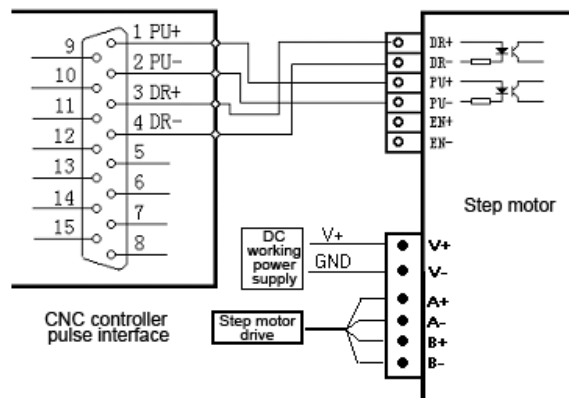 1 PU+
9
2 PU-
10
3 DR+
11
4 DR-
12
5
13
6
14
7
15
8
CNC controller
pulse interface
DR+
DR-
PU+
PU-
EN+
EN-
Step motor
DC
working
power
supply
V+
GND
Step motor
drive
V+
V-
A+
A-
B+
B-